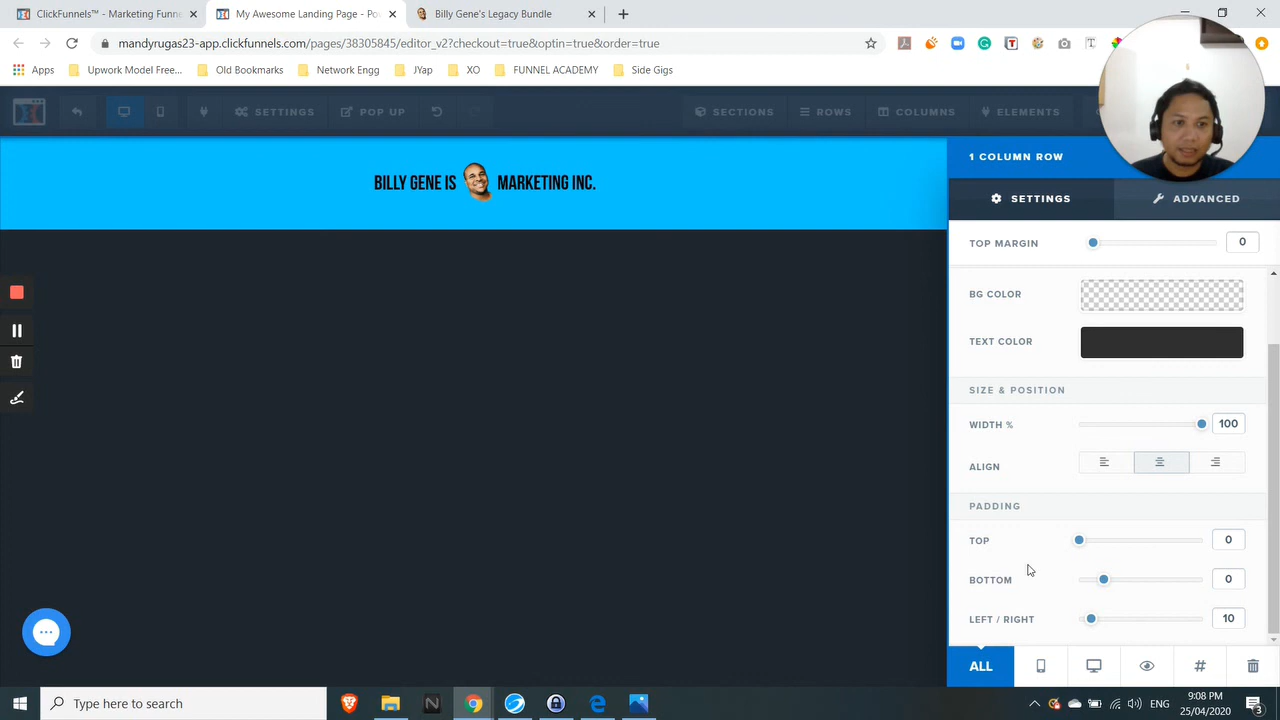 ClickFunnels™ - Marketing Funne
My Awesome Landing Page - Po
Billy Gene's Legacy Bundle
mandyrugas23-app.clickfunnels.com/pages/38305845/editor_v2?checkout=true&optin=true&order=true
Apps
Upwork Model Free...
Old Bookmarks
Network Engg
JYap
XO
FUNNEL ACADEMY
Side Gigs
SETTINGS
POP UP
SECTIONS
ROWS
COLUMNS
ELEMENTS
BILLY GENE IS MARKETING INC.
1 COLUMN ROW
SETTINGS
ADVANCED
TOP MARGIN 0
BG COLOR
TEXT COLOR
SIZE & POSITION
WIDTH % 100
ALIGN
PADDING
TOP 0
BOTTOM 0
LEFT / RIGHT 10
ALL
#
Type here to search
ENG
9:08 PM
25/04/2020
3